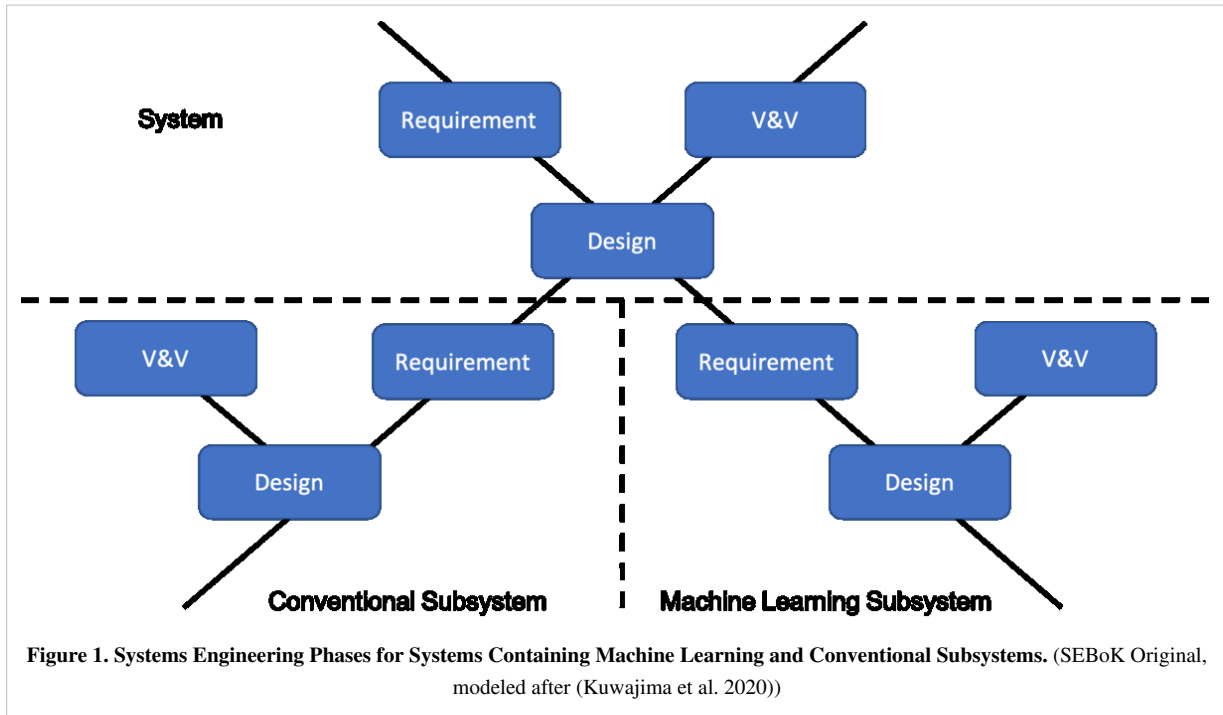 System
Requirement
V&V
Design
V&V
Requirement
Requirement
V&V
Design
Design
Conventional Subsystem
Machine Learning Subsystem
Figure 1. Systems Engineering Phases for Systems Containing Machine Learning and Conventional Subsystems. (SEBoK Original,
modeled after (Kuwajima et al. 2020))